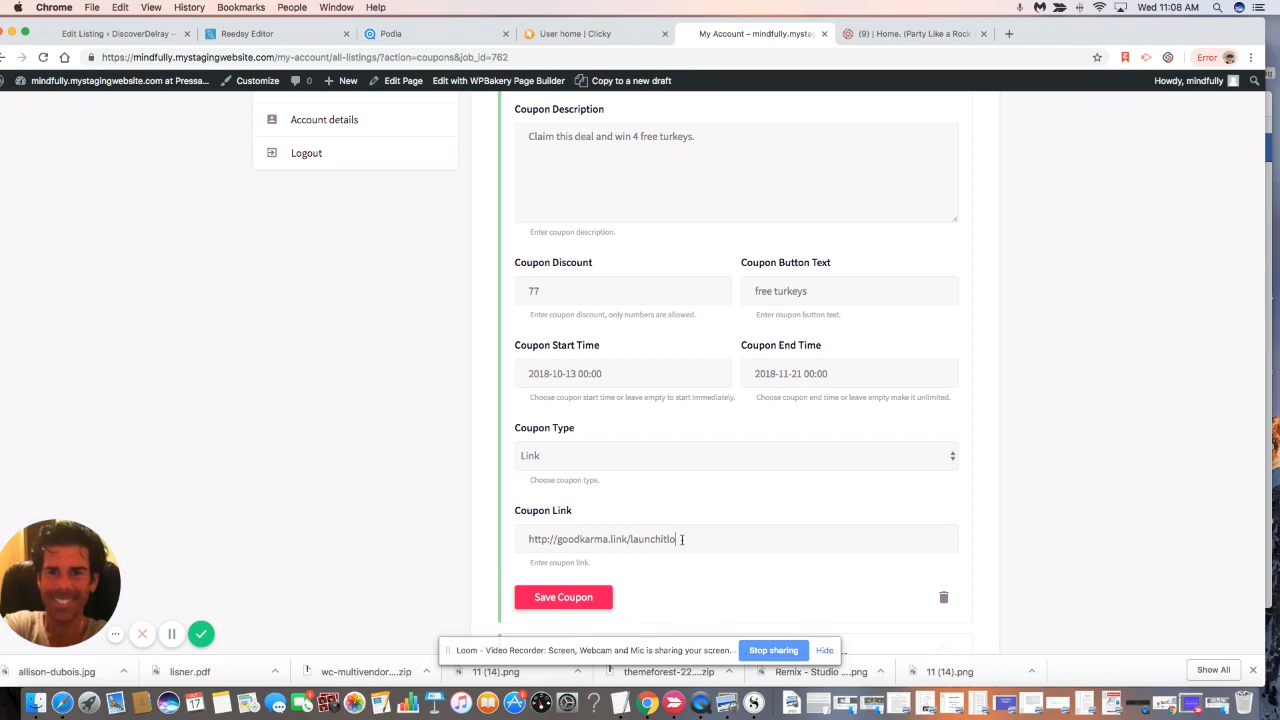 Chrome File Edit View History Bookmarks People Window Help Wed 11:08 AM
Edit Listing ‹ DiscoverDelray × Reedsy Editor × Podia × User home | Clicky × My Account – mindfully.mystag × (9) | Home. (Party Like a Rock ×
https://mindfully.mystagingwebsite.com/my-account/all-listings/?action=coupons&job_id=762 Error
mindfully.mystagingwebsite.com at Pressa... Customize 0 New Edit Page Edit with WPBakery Page Builder Copy to a new draft Howdy, mindfully
Account details
Logout
Coupon Description
Claim this deal and win 4 free turkeys.
Enter coupon description.
Coupon Discount Coupon Button Text
77 free turkeys
Enter coupon discount, only numbers are allowed. Enter coupon button text.
Coupon Start Time Coupon End Time
2018-10-13 00:00 2018-11-21 00:00
Choose coupon start time or leave empty to start immediately. Choose coupon end time or leave empty make it unlimited.
Coupon Type
Link
Choose coupon type.
Coupon Link
http://goodkarma.link/launchitlo
Enter coupon link.
Save Coupon
Loom – Video Recorder: Screen, Webcam and Mic is sharing your screen. Stop sharing Hide
allison-dubois.jpg lisner.pdf wc-multivendor....zip 11 (14).png themeforest-22....zip Remix - Studio ....png 11 (14).png Show All